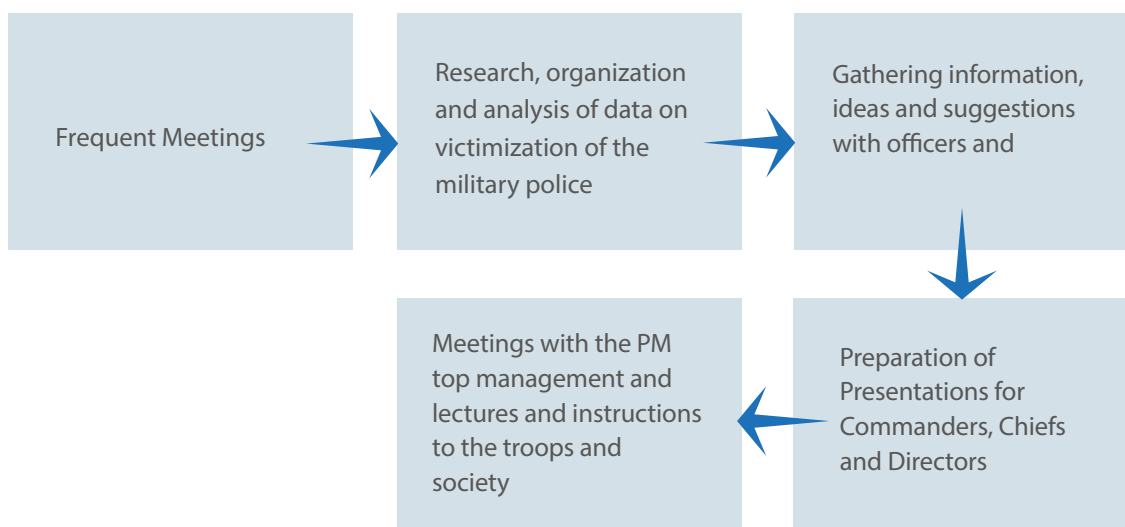 Frequent Meetings
Research, organization
and analysis of data on
victimization of the
military police
Gathering information,
ideas and suggestions
with officers and
Preparation of
Presentations for
Commanders, Chiefs
and Directors
Meetings with the PM
top management and
lectures and instructions
to the troops and
society